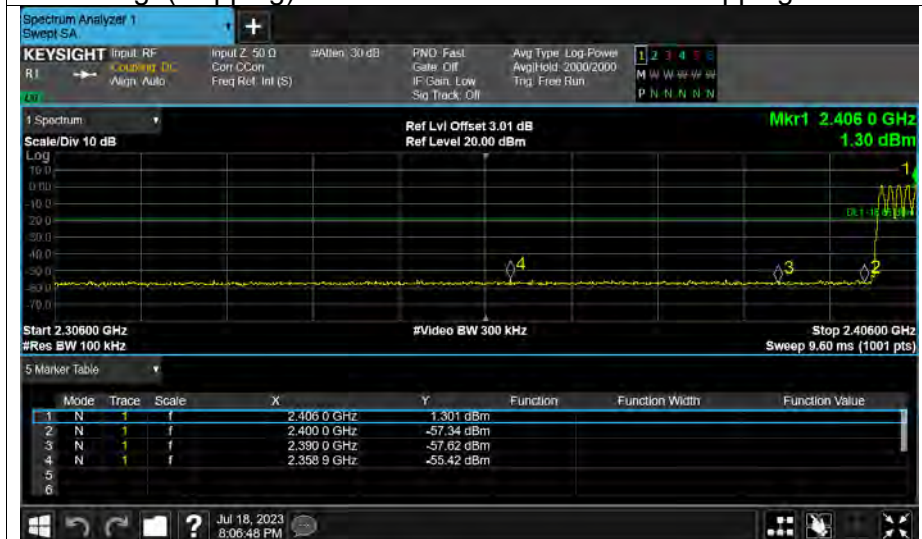 Spectrum Analyzer 1
Swept SA
KEYSIGHT Input: RF Input Z: 50 Ω #Atten: 30 dB PNO: Fast Avg Type: Log-Power 1 2 3 4 5 6
R L Coupling: DC Corr CCorr Gate: Off Avg|Hold: 2000/2000 M W W W W W
Align: Auto Freq Ref: Int (S) IF Gain: Low Trig: Free Run
Sig Track: Off P N N N N N
1 Spectrum Ref Lvl Offset 3.01 dB Mkr1 2.406 0 GHz
Scale/Div 10 dB Ref Level 20.00 dBm 1.30 dBm
Log
10.0
0.00
-10.0
-20.0
-30.0
-40.0
-50.0
-60.0
-70.0
1
4
3
2
Start 2.30600 GHz #Video BW 300 kHz Stop 2.40600 GHz
#Res BW 100 kHz Sweep 9.60 ms (1001 pts)
5 Marker Table
Mode Trace Scale X Y Function Function Width Function Value
1 N 1 f 2.406 0 GHz 1.301 dBm
2 N 1 f 2.400 0 GHz -57.34 dBm
3 N 1 f 2.390 0 GHz -57.62 dBm
4 N 1 f 2.358 9 GHz -55.42 dBm
5
6
? Jul 18, 2023
8:06:48 PM